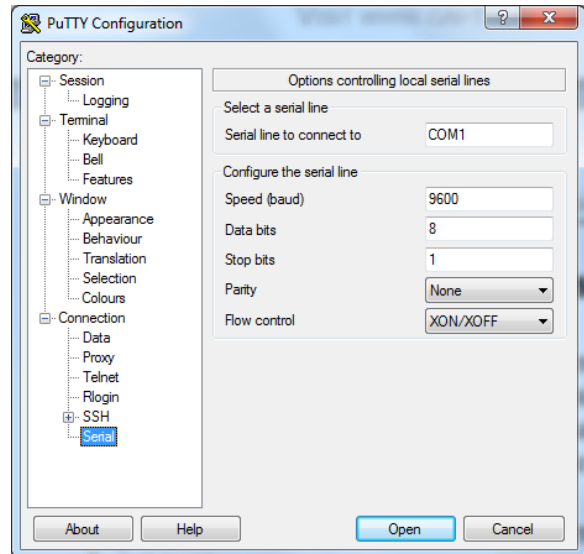 PuTTY Configuration
?
X
Category:
Session
Logging
Terminal
Keyboard
Bell
Features
Window
Appearance
Behaviour
Translation
Selection
Colours
Connection
Data
Proxy
Telnet
Rlogin
SSH
Serial
Options controlling local serial lines
Select a serial line
Serial line to connect to COM1
Configure the serial line
Speed (baud) 9600
Data bits 8
Stop bits 1
Parity None
Flow control XON/XOFF
About Help Open Cancel